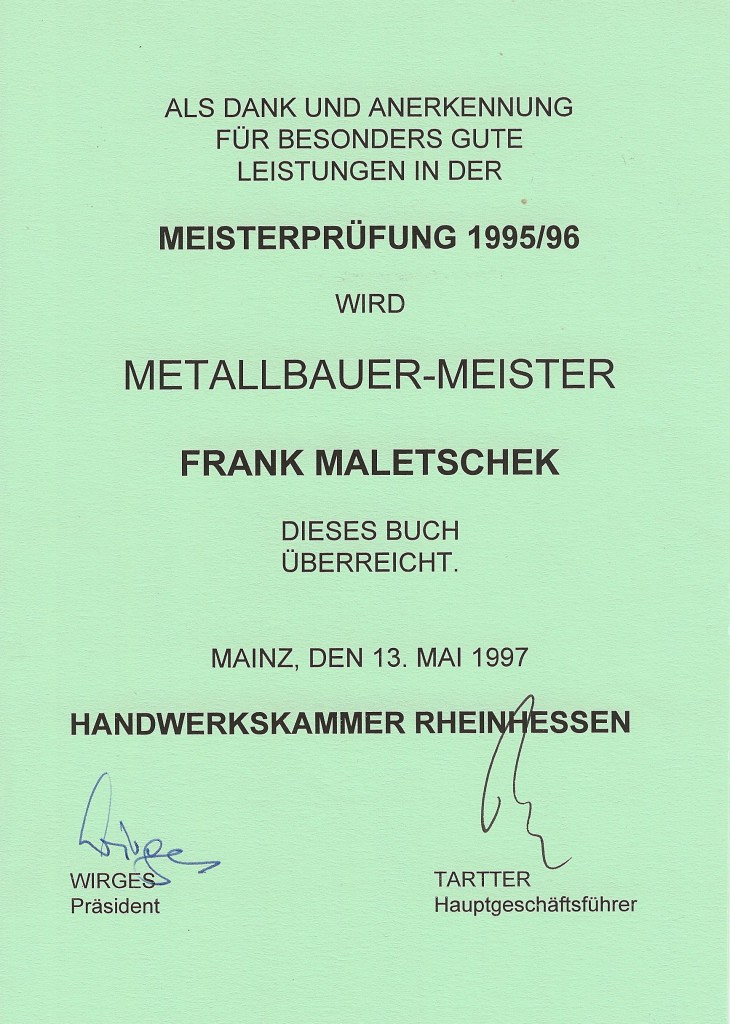 ALS DANK UND ANERKENNUNG
FÜR BESONDERS GUTE
LEISTUNGEN IN DER
MEISTERPRÜFUNG 1995/96
WIRD
METALLBAUER-MEISTER
FRANK MALETSCHEK
DIESES BUCH
ÜBERREICHT.
MAINZ, DEN 13. MAI 1997
HANDWERKSKAMMER RHEINHESSEN
Wirges
WIRGES
Präsident
TARTTER
Hauptgeschäftsführer